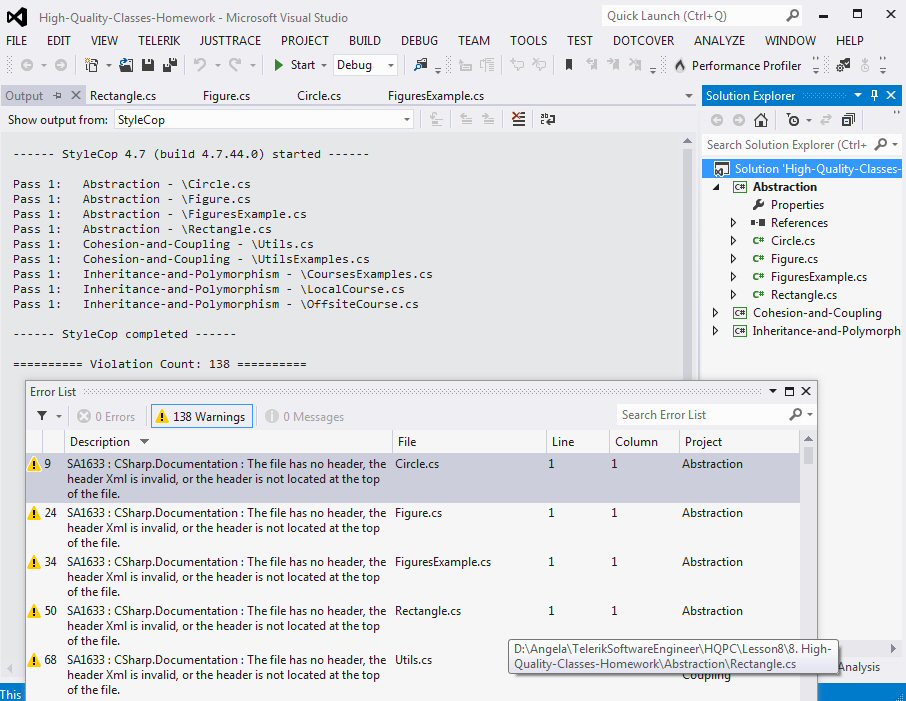 High-Quality-Classes-Homework - Microsoft Visual Studio
Quick Launch (Ctrl+Q)
FILE EDIT VIEW TELERIK JUSTTRACE PROJECT BUILD DEBUG TEAM TOOLS TEST DOTCOVER ANALYZE WINDOW HELP
Start Debug Performance Profiler
Output Rectangle.cs Figure.cs Circle.cs FiguresExample.cs
Show output from: StyleCop
------ StyleCop 4.7 (build 4.7.44.0) started ------
Pass 1: Abstraction - \Circle.cs
Pass 1: Abstraction - \Figure.cs
Pass 1: Abstraction - \FiguresExample.cs
Pass 1: Abstraction - \Rectangle.cs
Pass 1: Cohesion-and-Coupling - \Utils.cs
Pass 1: Cohesion-and-Coupling - \UtilsExamples.cs
Pass 1: Inheritance-and-Polymorphism - \CoursesExamples.cs
Pass 1: Inheritance-and-Polymorphism - \LocalCourse.cs
Pass 1: Inheritance-and-Polymorphism - \OffsiteCourse.cs
------ StyleCop completed ------
========== Violation Count: 138 ==========
Solution Explorer
Search Solution Explorer (Ctrl+
Solution 'High-Quality-Classes-
Abstraction
Properties
References
Circle.cs
Figure.cs
FiguresExample.cs
Rectangle.cs
Cohesion-and-Coupling
Inheritance-and-Polymorph
Error List
0 Errors 138 Warnings 0 Messages Search Error List
Description File Line Column Project
9 SA1633 : CSharp.Documentation : The file has no header, the Circle.cs 1 1 Abstraction
header Xml is invalid, or the header is not located at the top
of the file.
24 SA1633 : CSharp.Documentation : The file has no header, the Figure.cs 1 1 Abstraction
header Xml is invalid, or the header is not located at the top
of the file.
34 SA1633 : CSharp.Documentation : The file has no header, the FiguresExample.cs 1 1 Abstraction
header Xml is invalid, or the header is not located at the top
of the file.
50 SA1633 : CSharp.Documentation : The file has no header, the Rectangle.cs 1 1 Abstraction
header Xml is invalid, or the header is not located at the top
of the file.
68 SA1633 : CSharp.Documentation : The file has no header, the Utils.cs
header Xml is invalid, or the header is not located at the top
of the file.
D:\Angela\TelerikSoftwareEngineer\HQPC\Lesson8\8. High-
Quality-Classes-Homework\Abstraction\Rectangle.cs
Coupling
Analysis
This